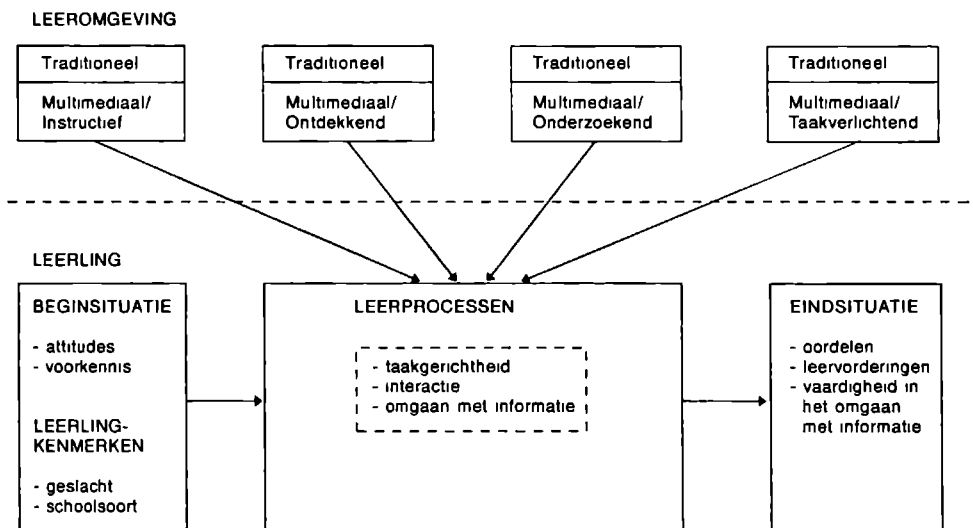 LEEROMGEVING
Traditioneel
Multimediaal/
Instructief
Traditioneel
Multimediaal/
Ontdekkend
Traditioneel
Multimediaal/
Onderzoekend
Traditioneel
Multimediaal/
Taakverlichtend
LEERLING
BEGINSITUATIE
- attitudes
- voorkennis
LEERLING-
KENMERKEN
- geslacht
- schoolsoort
LEERPROCESSEN
- taakgerichtheid
- interactie
- omgaan met informatie
EINDSITUATIE
- oordelen
- leervorderingen
- vaardigheid in
het omgaan
met informatie